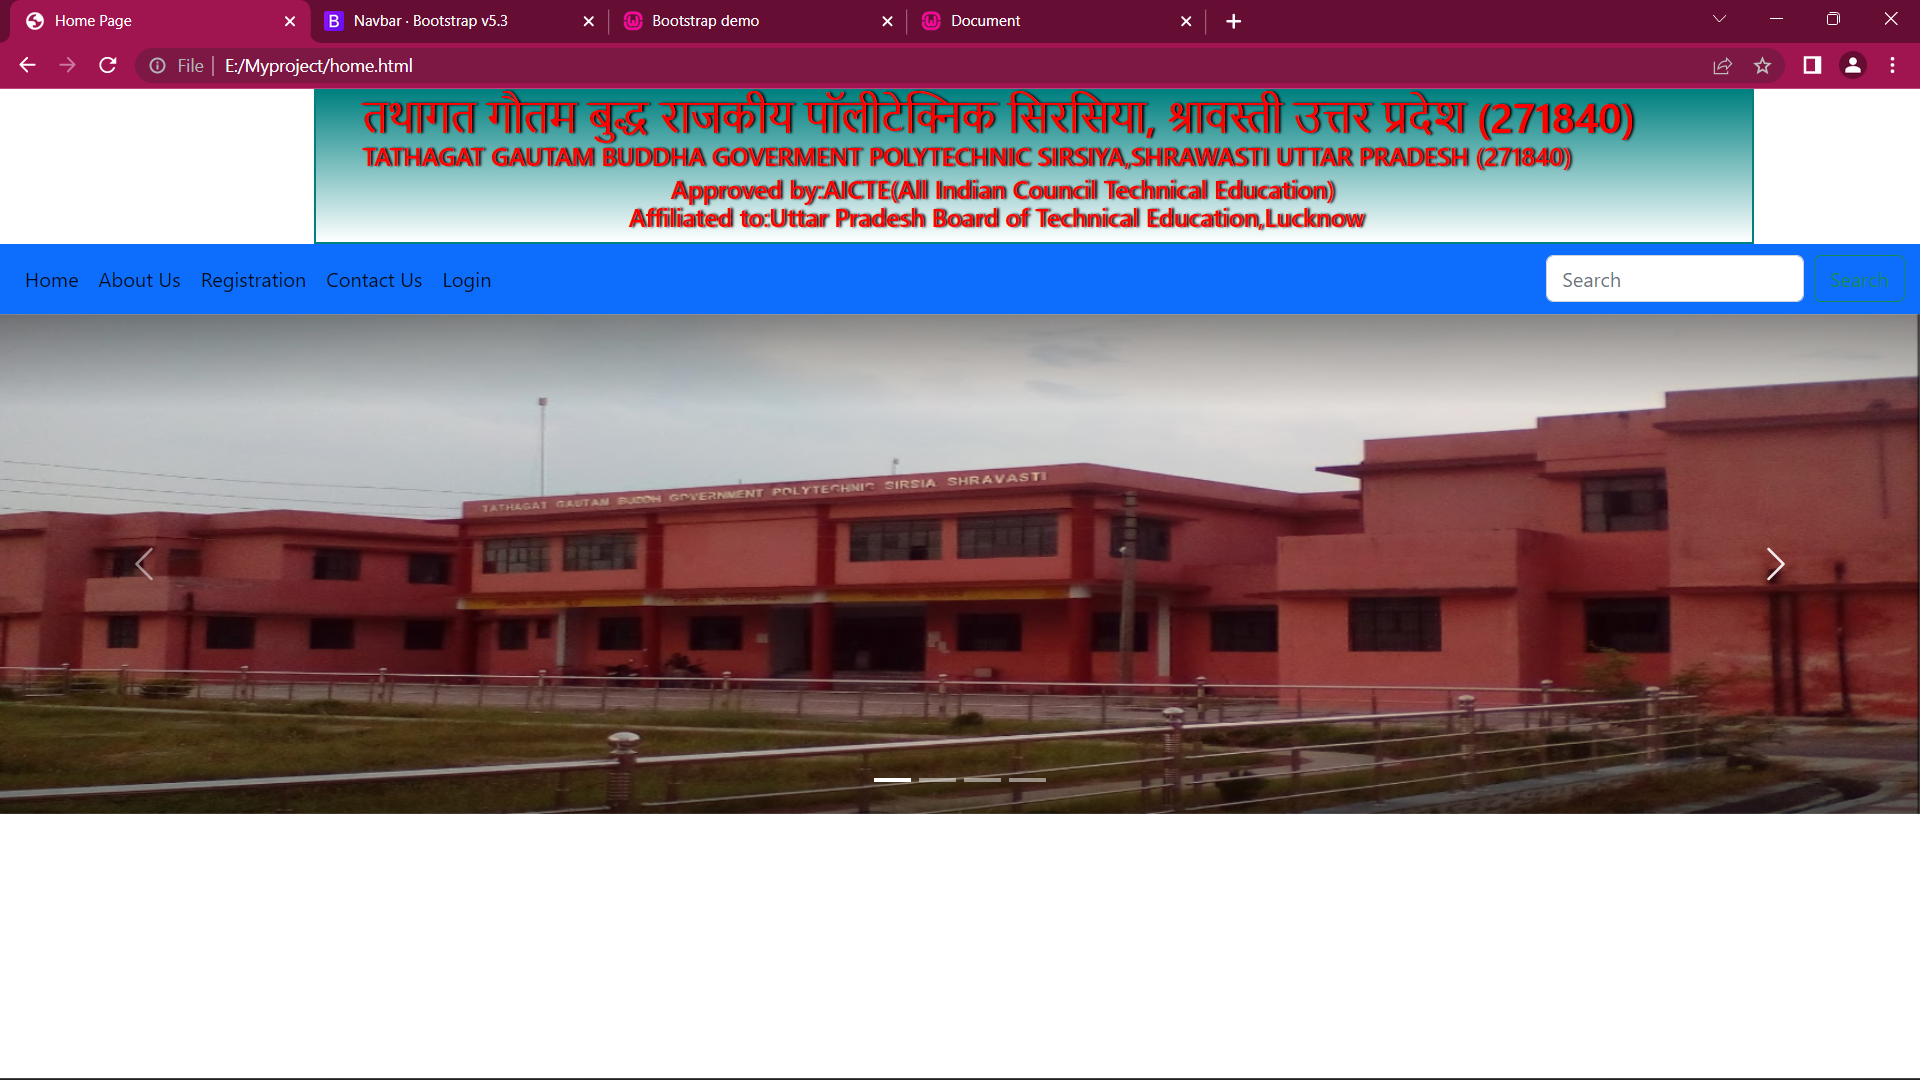 Home Page
Navbar · Bootstrap v5.3
Bootstrap demo
Document
File
E:/Myproject/home.html
तथागत गौतम बुद्ध राजकीय पॉलीटेक्निक सिरसिया, श्रावस्ती उत्तर प्रदेश (271840)
TATHAGAT GAUTAM BUDDHA GOVERMENT POLYTECHNIC SIRSIYA,SHRAWASTI UTTAR PRADESH (271840)
Approved by:AICTE(All Indian Council Technical Education)
Affiliated to:Uttar Pradesh Board of Technical Education,Lucknow
Home About Us Registration Contact Us Login
Search
Search
TATHAGAT GAUTAM BUDDH GOVERNMENT POLYTECHNIC SIRSIA SHRAVASTI